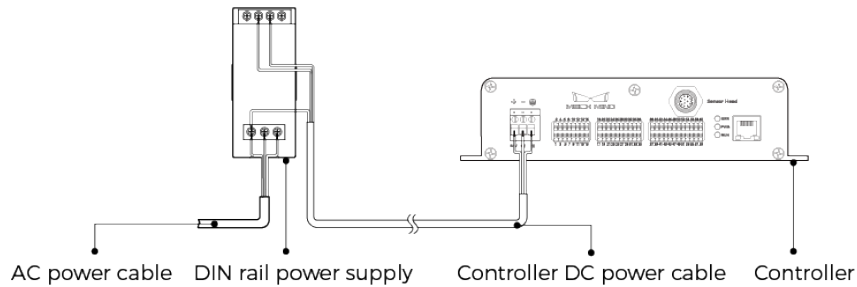 + −
MECH MIND
Sensor Head
AC power cable
DIN rail power supply
Controller DC power cable
Controller